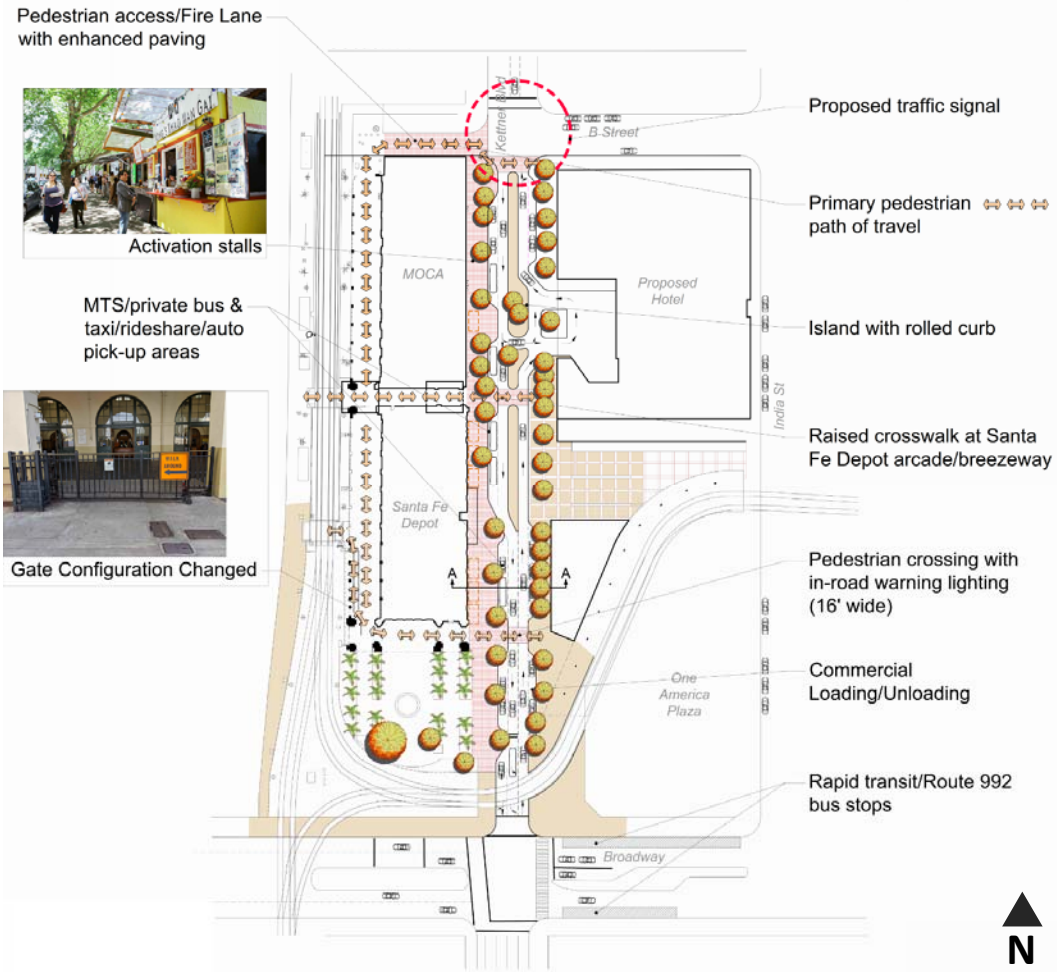 Pedestrian access/Fire Lane
with enhanced paving
Kettner Blvd
B Street
Proposed traffic signal
Primary pedestrian
path of travel
Activation stalls
MOCA
Proposed
Hotel
MTS/private bus &
taxi/rideshare/auto
pick-up areas
Island with rolled curb
India St
Raised crosswalk at Santa
Fe Depot arcade/breezeway
Santa Fe
Depot
Gate Configuration Changed
A
A
Pedestrian crossing with
in-road warning lighting
(16' wide)
One
America
Plaza
Commercial
Loading/Unloading
Rapid transit/Route 992
bus stops
Broadway
N